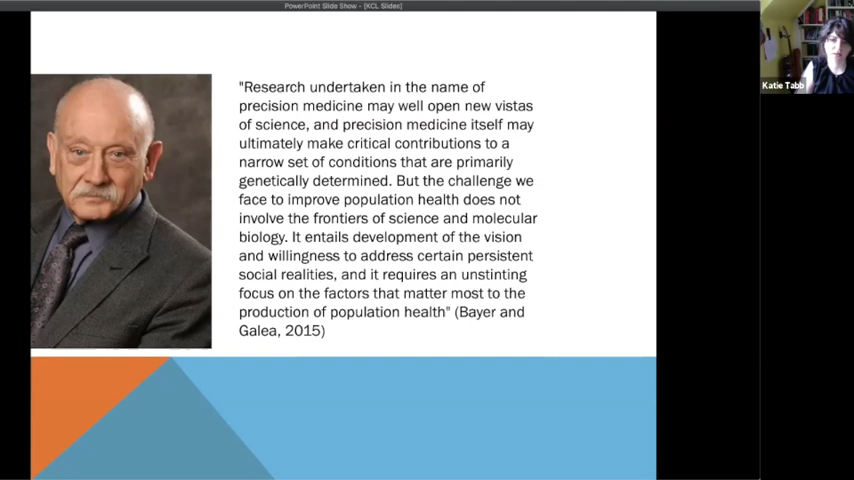 PowerPoint Slide Show - [KCL Slides]
"Research undertaken in the name of
precision medicine may well open new vistas
of science, and precision medicine itself may
ultimately make critical contributions to a
narrow set of conditions that are primarily
genetically determined. But the challenge we
face to improve population health does not
involve the frontiers of science and molecular
biology. It entails development of the vision
and willingness to address certain persistent
social realities, and it requires an unstinting
focus on the factors that matter most to the
production of population health" (Bayer and
Galea, 2015)
Katie Tabb